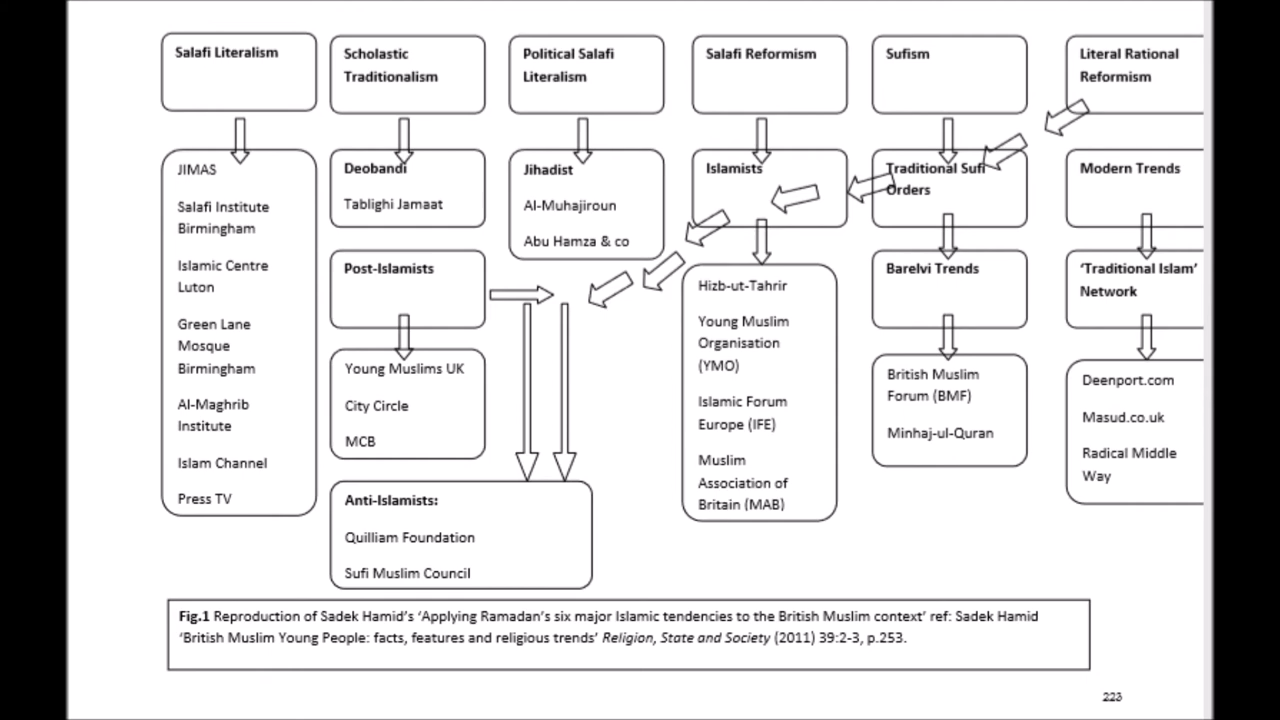 Salafi Literalism
JIMAS
Salafi Institute
Birmingham
Islamic Centre
Luton
Green Lane
Mosque
Birmingham
Al-Maghrib
Institute
Islam Channel
Press TV
Scholastic
Traditionalism
Deobandi
Tablighi Jamaat
Post-Islamists
Young Muslims UK
City Circle
MCB
Anti-Islamists:
Quilliam Foundation
Sufi Muslim Council
Political Salafi
Literalism
Jihadist
Al-Muhajiroun
Abu Hamza & co
Salafi Reformism
Islamists
Hizb-ut-Tahrir
Young Muslim
Organisation
(YMO)
Islamic Forum
Europe (IFE)
Muslim
Association of
Britain (MAB)
Sufism
Traditional Sufi
Orders
Barelvi Trends
British Muslim
Forum (BMF)
Minhaj-ul-Quran
Literal Rational
Reformism
Modern Trends
‘Traditional Islam’
Network
Deenport.com
Masud.co.uk
Radical Middle
Way
Fig.1 Reproduction of Sadek Hamid’s ‘Applying Ramadan’s six major Islamic tendencies to the British Muslim context’ ref: Sadek Hamid
‘British Muslim Young People: facts, features and religious trends’ Religion, State and Society (2011) 39:2-3, p.253.
223